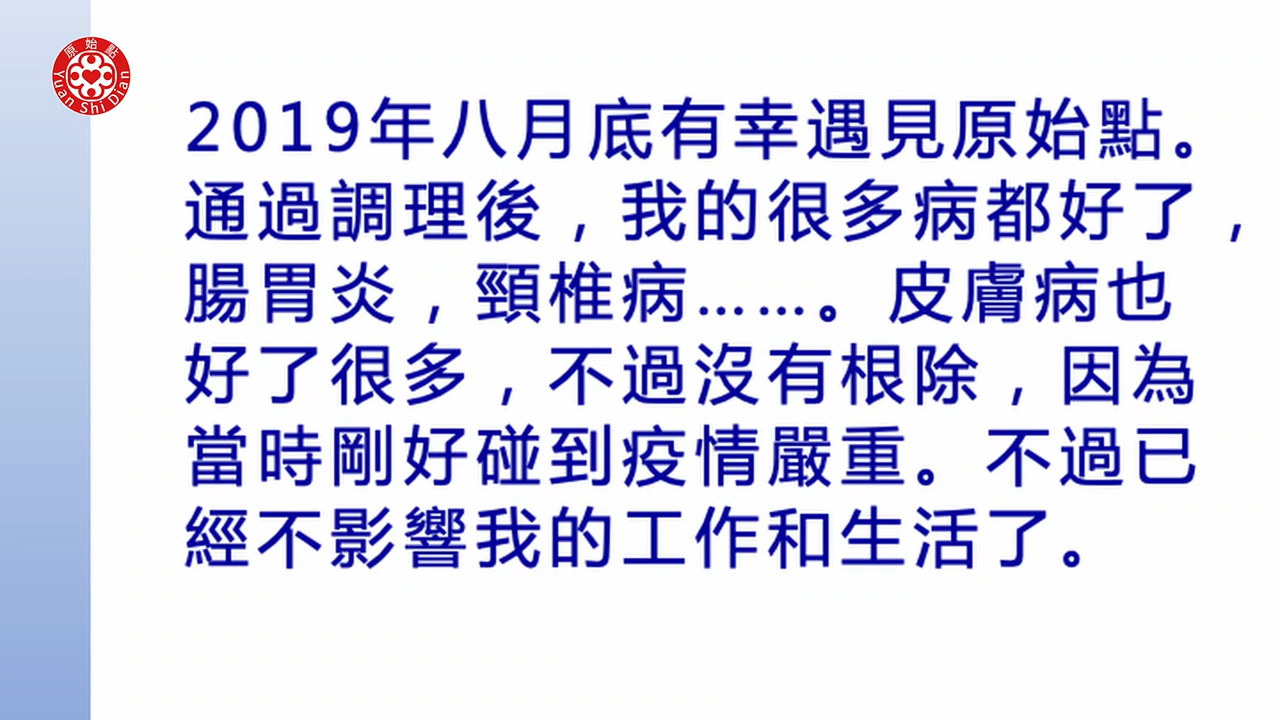 原始點
Yuan Shi Dian
2019年八月底有幸遇見原始點。
通過調理後，我的很多病都好了，
腸胃炎，頸椎病……。皮膚病也
好了很多，不過沒有根除，因為
當時剛好碰到疫情嚴重。不過已
經不影響我的工作和生活了。